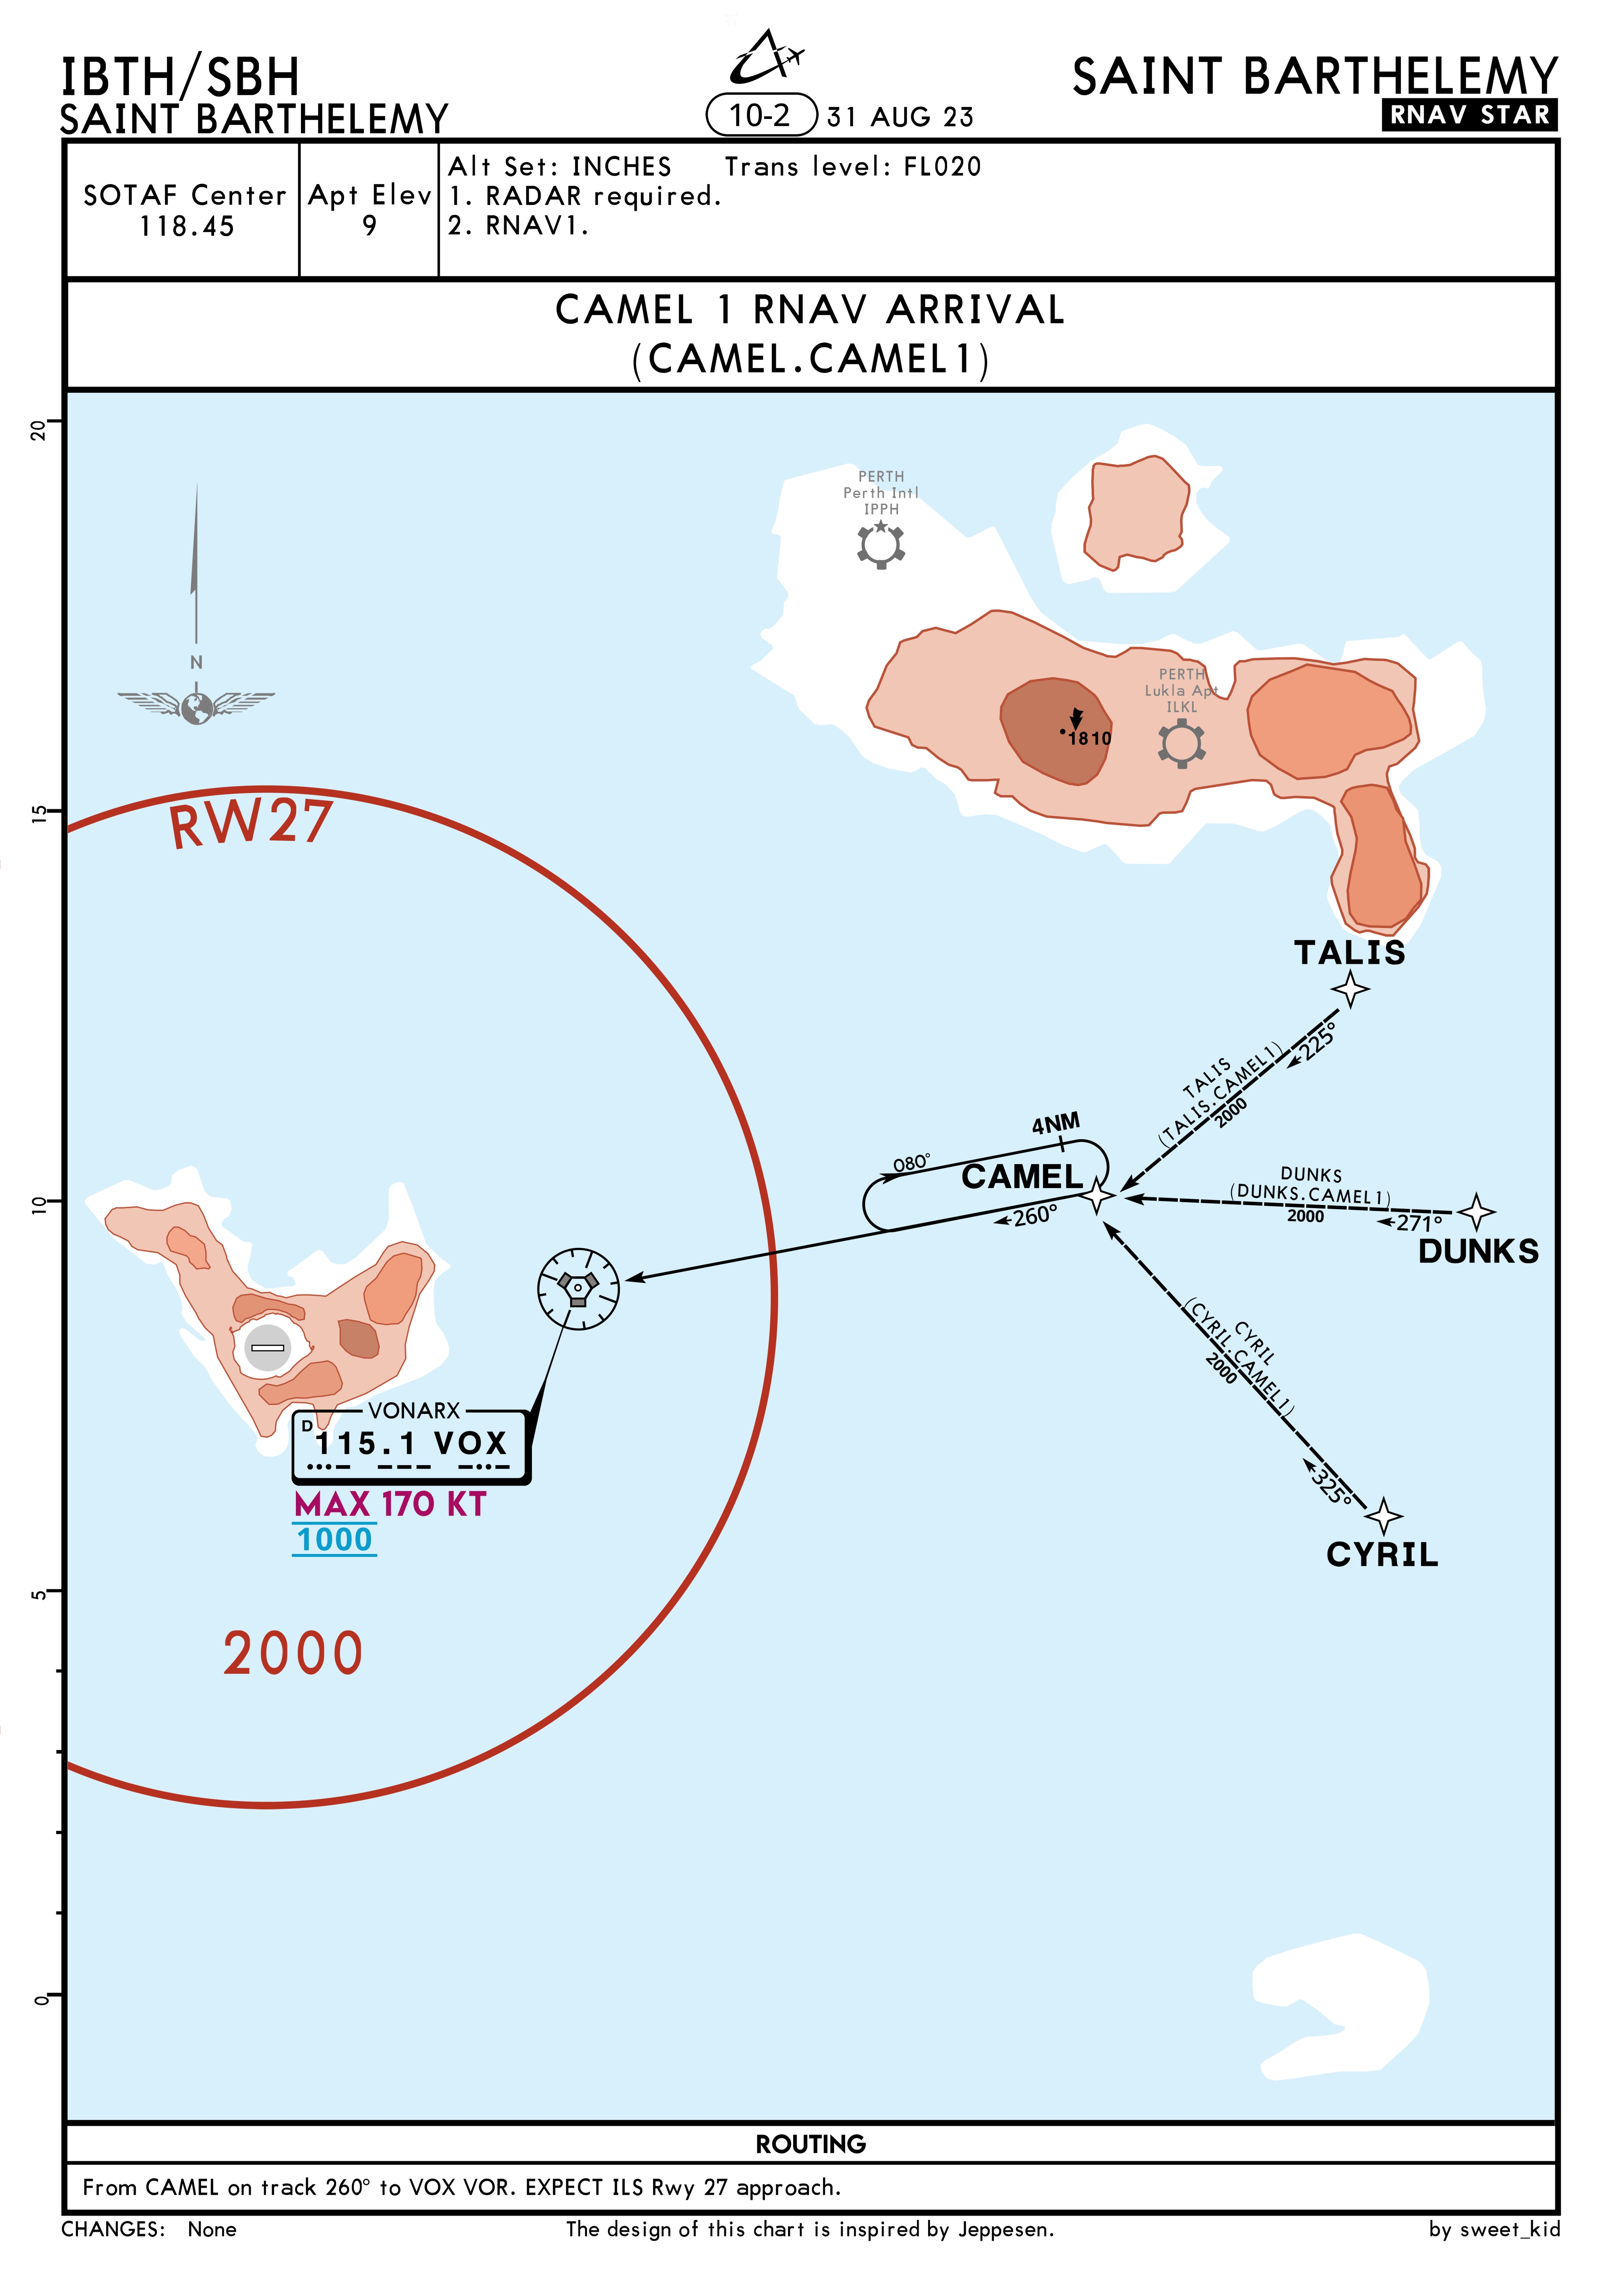 IBTH/SBH
SAINT BARTHELEMY
10-2
31 AUG 23
SAINT BARTHELEMY
RNAV STAR
SOTAF Center
118.45
Apt Elev
9
Alt Set: INCHES Trans level: FL020
1. RADAR required.
2. RNAV1.
CAMEL 1 RNAV ARRIVAL
(CAMEL.CAMEL1)
20
15
10
5
0
N
PERTH
Perth Intl
IPPH
PERTH
Lukla Apt
ILKL
1810
RW27
TALIS
225°
TALIS
(TALIS.CAMEL1)
2000
4NM
080°
CAMEL
260°
DUNKS
(DUNKS.CAMEL1)
2000
271°
DUNKS
CYRIL
(CYRIL.CAMEL1)
2000
325°
CYRIL
VONARX
D
115.1 VOX
MAX 170 KT
1000
2000
ROUTING
From CAMEL on track 260° to VOX VOR. EXPECT ILS Rwy 27 approach.
CHANGES: None
The design of this chart is inspired by Jeppesen.
by sweet_kid